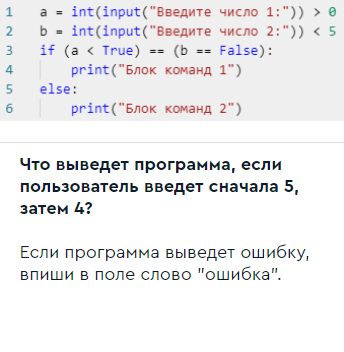 1 a = int(input("Введите число 1:")) > 0
2 b = int(input("Введите число 2:")) < 5
3 if (a < True) == (b == False):
4     print("Блок команд 1")
5 else:
6     print("Блок команд 2")
Что выведет программа, если
пользователь введет сначала 5,
затем 4?
Если программа выведет ошибку,
впиши в поле слово "ошибка".